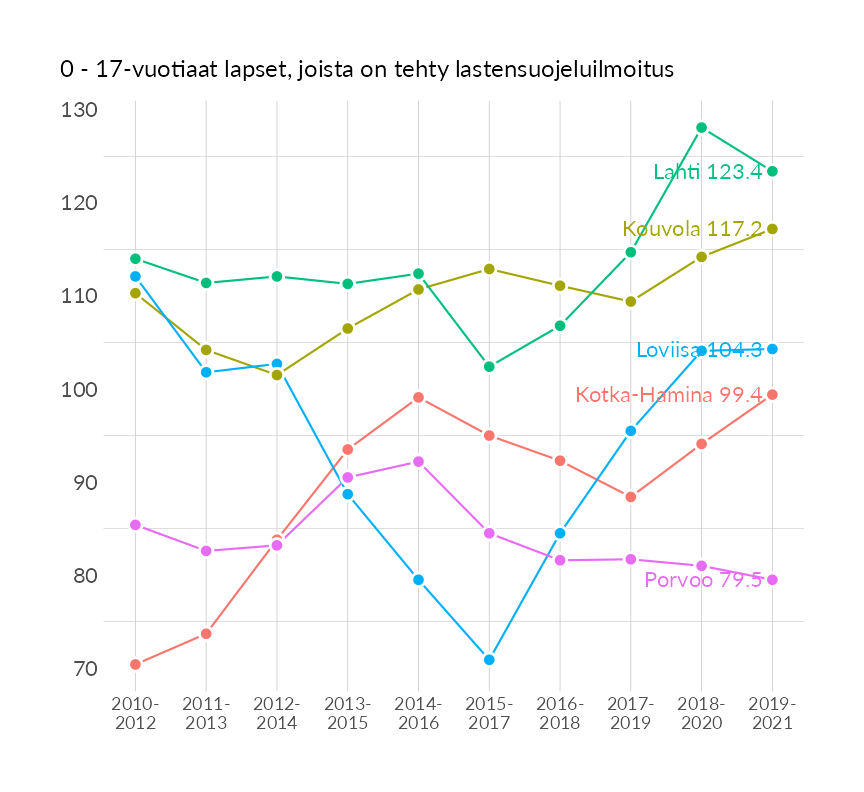 0 - 17-vuotiaat lapset, joista on tehty lastensuojeluilmoitus
130
120
110
100
90
80
70
Lahti 123.4
Kouvola 117.2
Loviisa 104.3
Kotka-Hamina 99.4
Porvoo 79.5
2010- 2011- 2012- 2013- 2014- 2015- 2016- 2017- 2018- 2019-
2012 2013 2014 2015 2016 2017 2018 2019 2020 2021